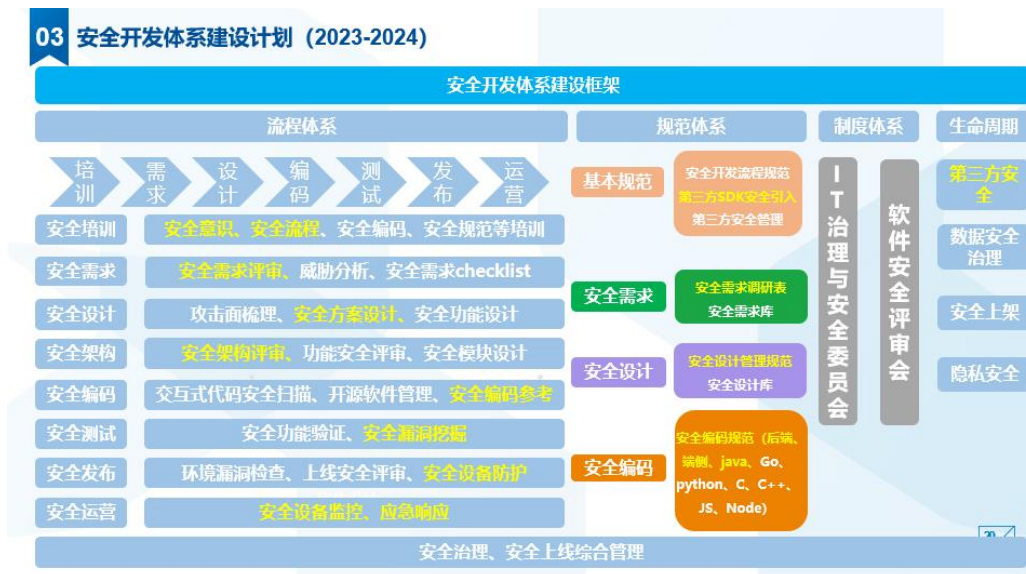 03 安全开发体系建设计划（2023-2024）
安全开发体系建设框架
流程体系
规范体系
制度体系
生命周期
培训
需求
设计
编码
测试
发布
运营
安全培训
安全意识、安全流程、安全编码、安全规范等培训
安全需求
安全需求评审、威胁分析、安全需求checklist
安全设计
攻击面梳理、安全方案设计、安全功能设计
安全架构
安全架构评审、功能安全评审、安全模块设计
安全编码
交互式代码安全扫描、开源软件管理、安全编码参考
安全测试
安全功能验证、安全漏洞挖掘
安全发布
环境漏洞检查、上线安全评审、安全设备防护
安全运营
安全设备监控、应急响应
基本规范
安全开发流程规范
第三方SDK安全引入
第三方安全管理
安全需求
安全需求调研表
安全需求库
安全设计
安全设计管理规范
安全设计库
安全编码
安全编码规范（后端、
端侧、java、Go、
python、C、C++、
JS、Node)
IT治理与安全委员会
软件安全评审会
第三方安
全
数据安全
治理
安全上架
隐私安全
安全治理、安全上线综合管理